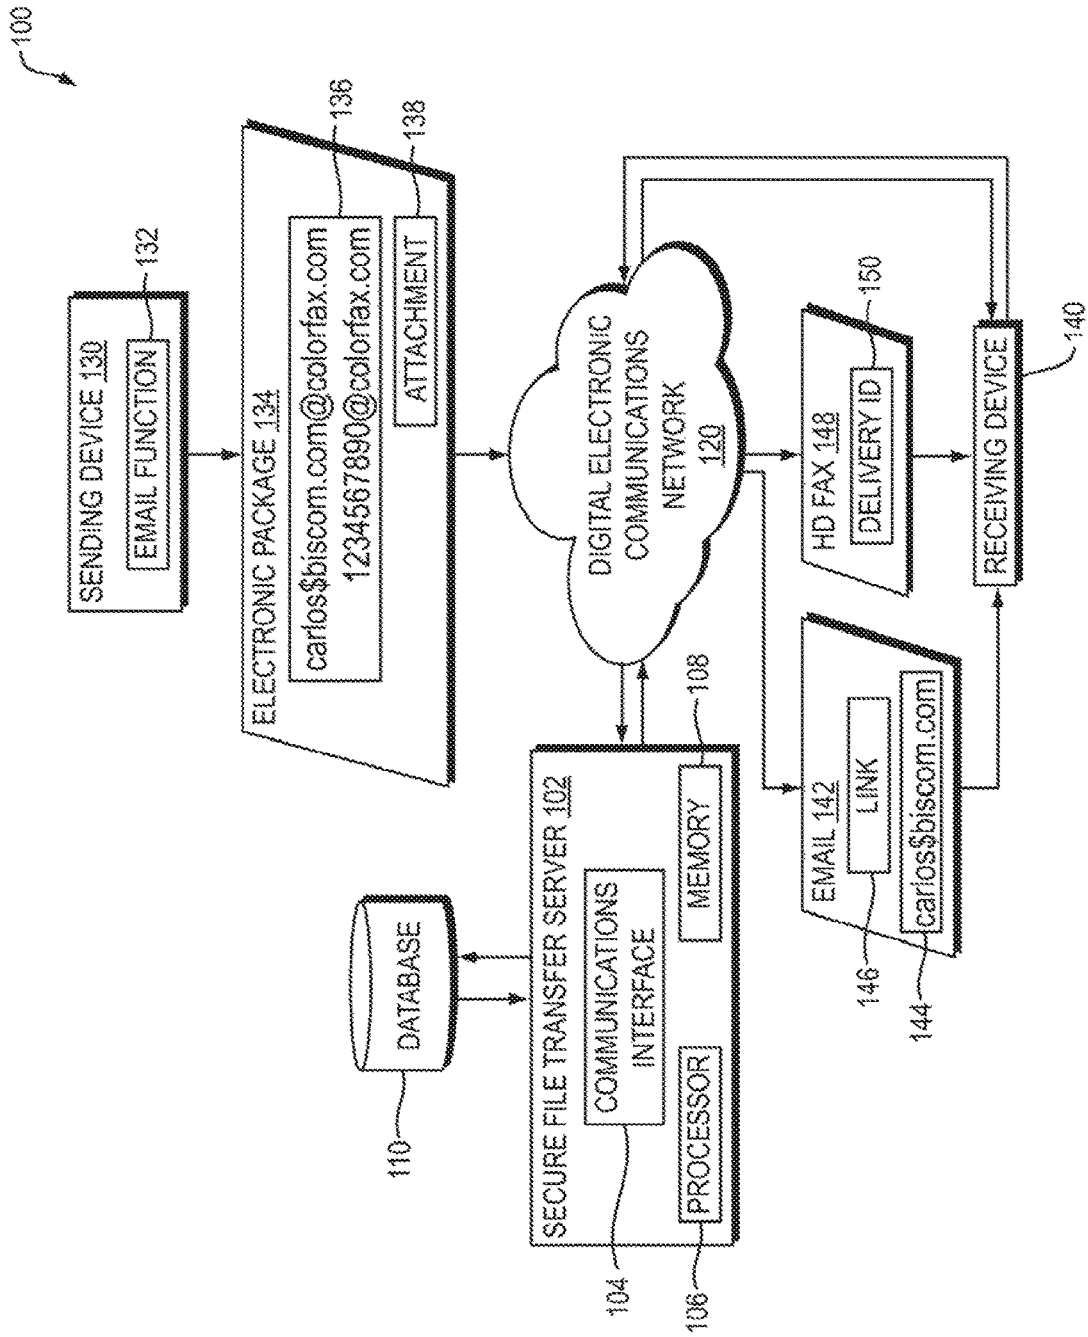 100
SENDING DEVICE 130
EMAIL FUNCTION
132
ELECTRONIC PACKAGE 134
carlos$biscom.com@colorfax.com
1234567890@colorfax.com
136
ATTACHMENT
138
DATABASE
110
SECURE FILE TRANSFER SERVER 102
COMMUNICATIONS
INTERFACE
104
PROCESSOR
106
MEMORY
108
DIGITAL ELECTRONIC
COMMUNICATIONS
NETWORK
120
EMAIL 142
LINK
146
carlos$biscom.com
144
HD FAX 148
DELIVERY ID
150
RECEIVING DEVICE
140